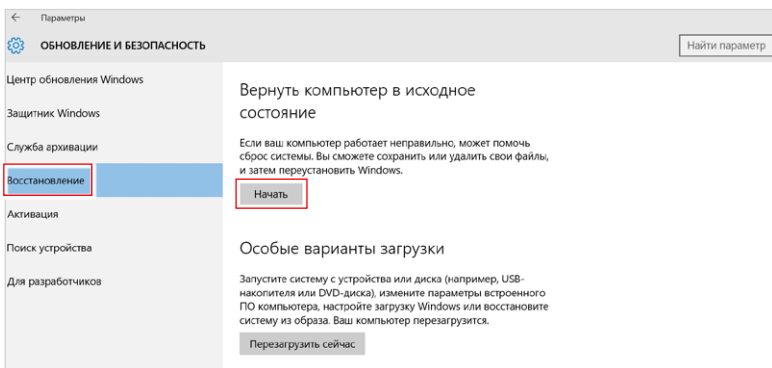 ← Параметры
ОБНОВЛЕНИЕ И БЕЗОПАСНОСТЬ
Найти параметр
Центр обновления Windows
Защитник Windows
Служба архивации
Восстановление
Активация
Поиск устройства
Для разработчиков
Вернуть компьютер в исходное
состояние
Если ваш компьютер работает неправильно, может помочь
сброс системы. Вы сможете сохранить или удалить свои файлы,
и затем переустановить Windows.
Начать
Особые варианты загрузки
Запустите систему с устройства или диска (например, USB-
накопителя или DVD-диска), измените параметры встроенного
ПО компьютера, настройте загрузку Windows или восстановите
систему из образа. Ваш компьютер перезагрузится.
Перезагрузить сейчас